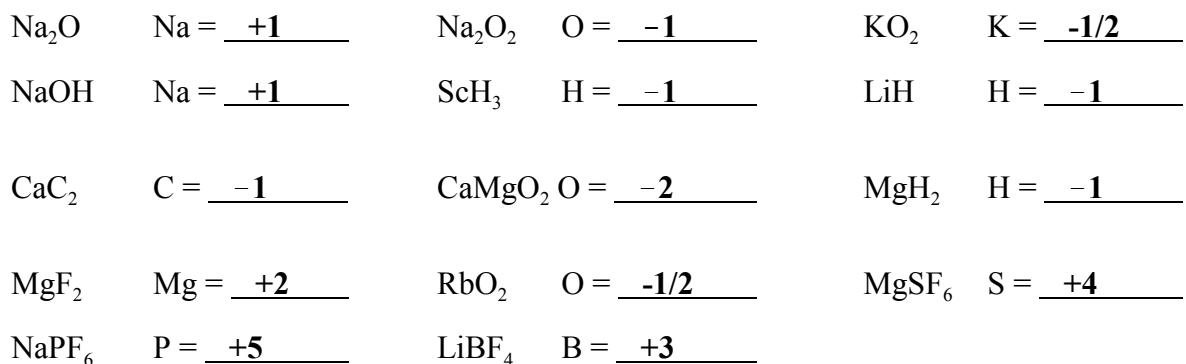 Na₂O Na = +1 Na₂O₂ O = −1 KO₂ K = -1/2
NaOH Na = +1 ScH₃ H = −1 LiH H = −1
CaC₂ C = −1 CaMgO₂ O = −2 MgH₂ H = −1
MgF₂ Mg = +2 RbO₂ O = -1/2 MgSF₆ S = +4
NaPF₆ P = +5 LiBF₄ B = +3